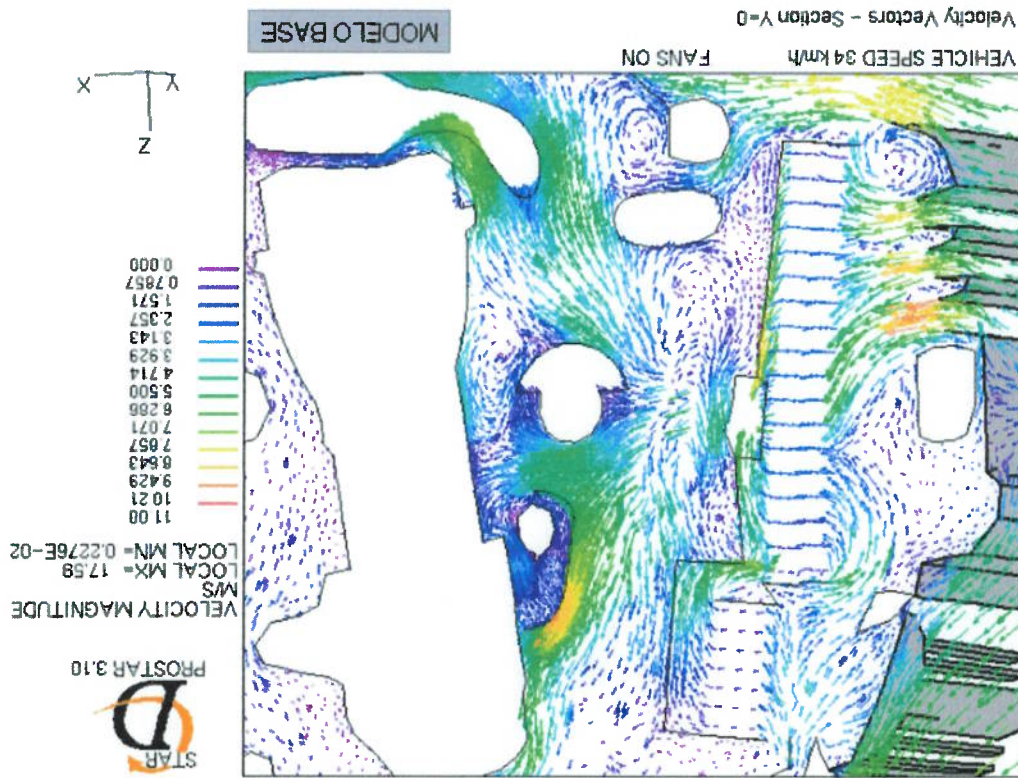 STAR
D
PROSTAR 3.10
VELOCITY MAGNITUDE
M/S
LOCAL MX= 17.59
LOCAL MN= 0.2276E-02
11.00
10.21
9.429
8.643
7.857
7.071
6.286
5.500
4.714
3.929
3.143
2.357
1.571
0.7857
0.000
Z
Y X
VEHICLE SPEED 34 km/h FANS ON
Velocity Vectors - Section Y=0
MODELO BASE